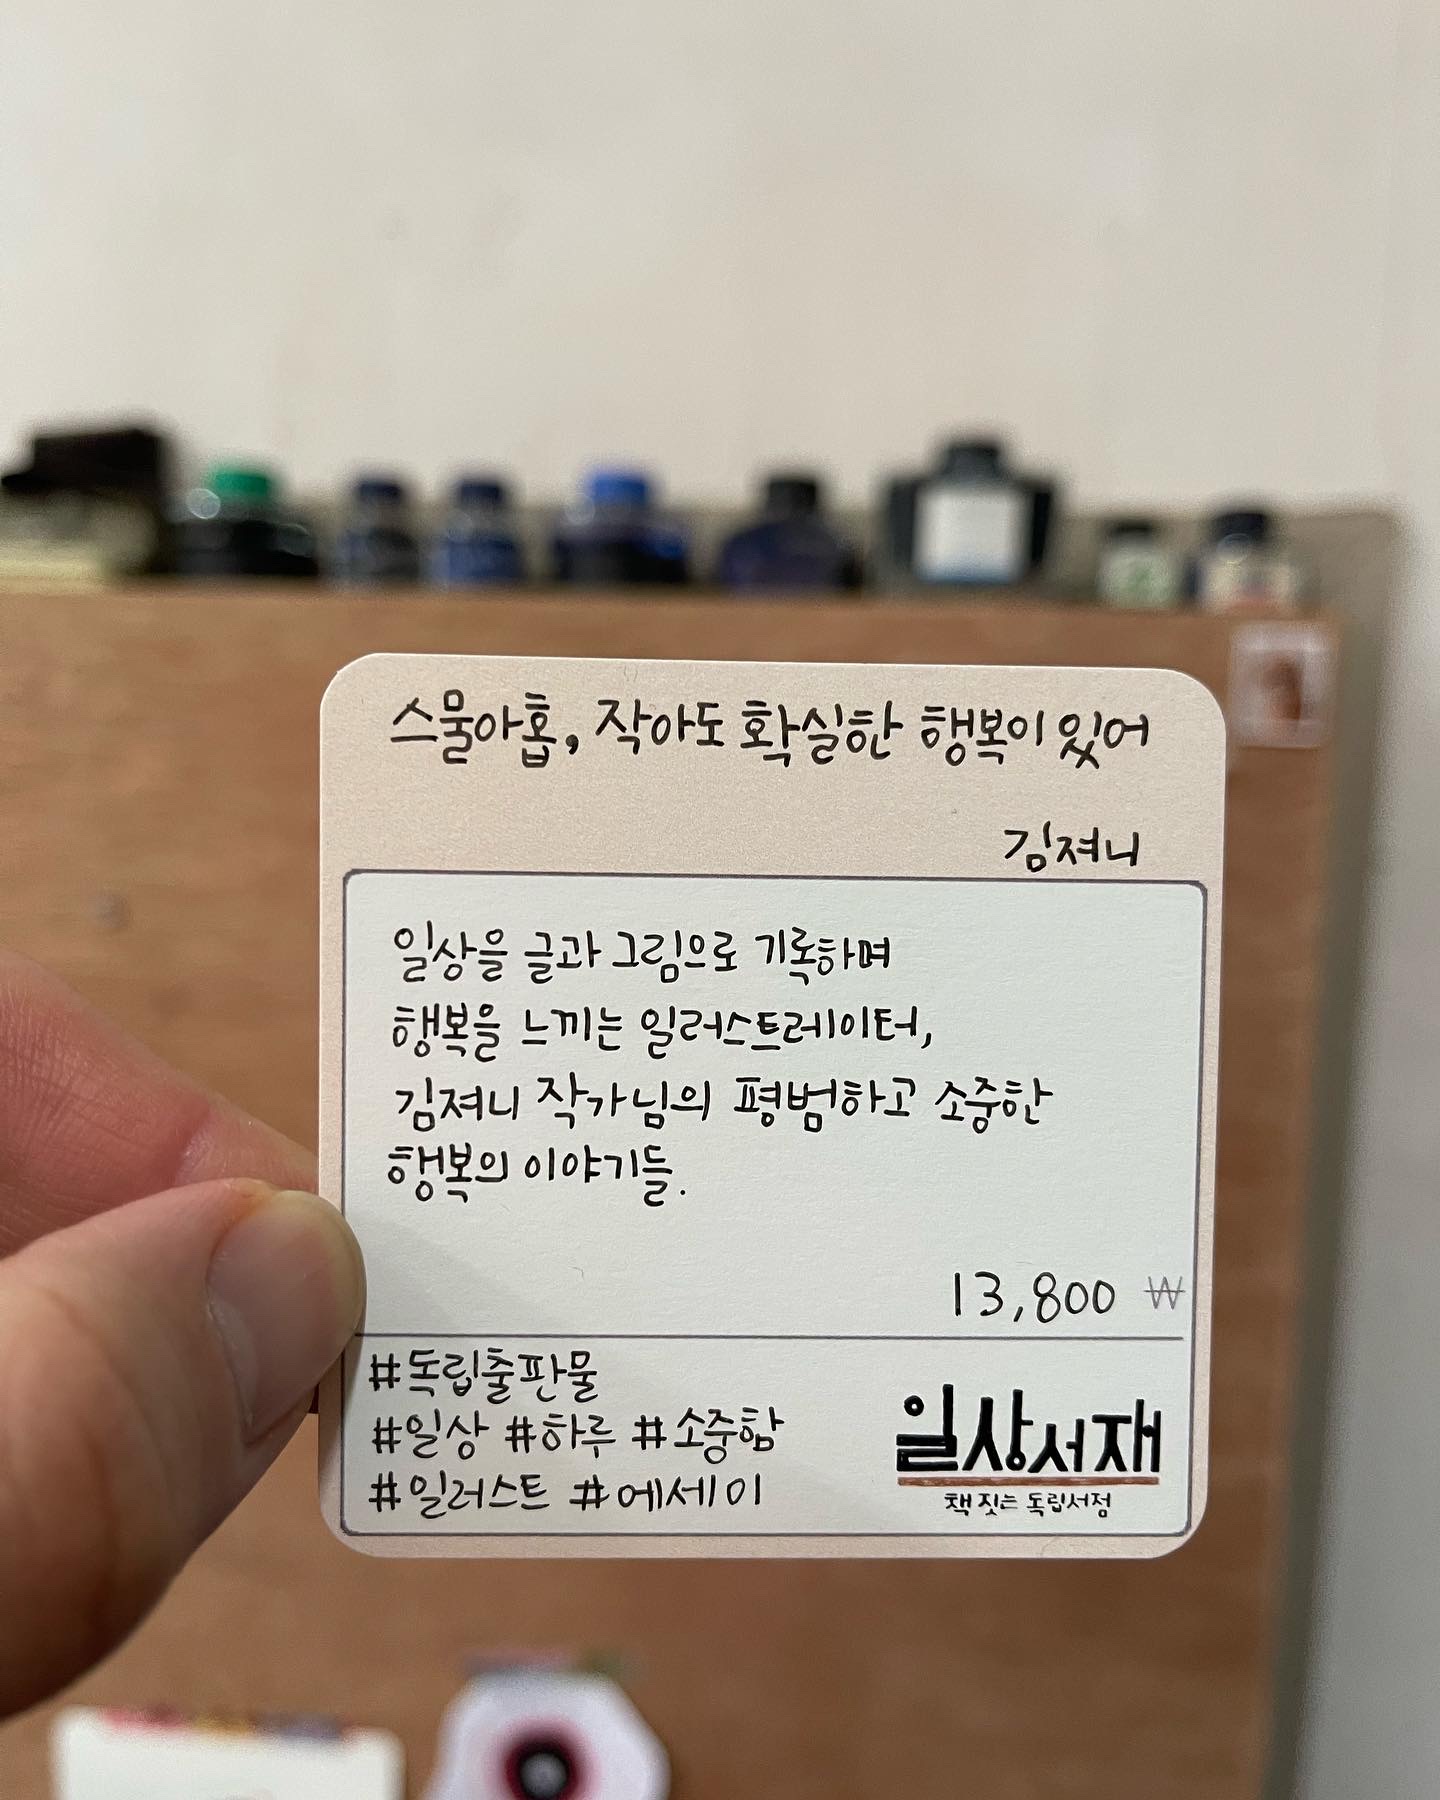 스물아홉, 작아도 확실한 행복이 있어
김져니
일상을 글과 그림으로 기록하며
행복을 느끼는 일러스트레이터,
김져니 작가님의 평범하고 소중한
행복의 이야기들.
13,800 ₩
#독립출판물
#일상 #하루 #소중함
#일러스트 #에세이
일상서재
책 짓는 독립서점